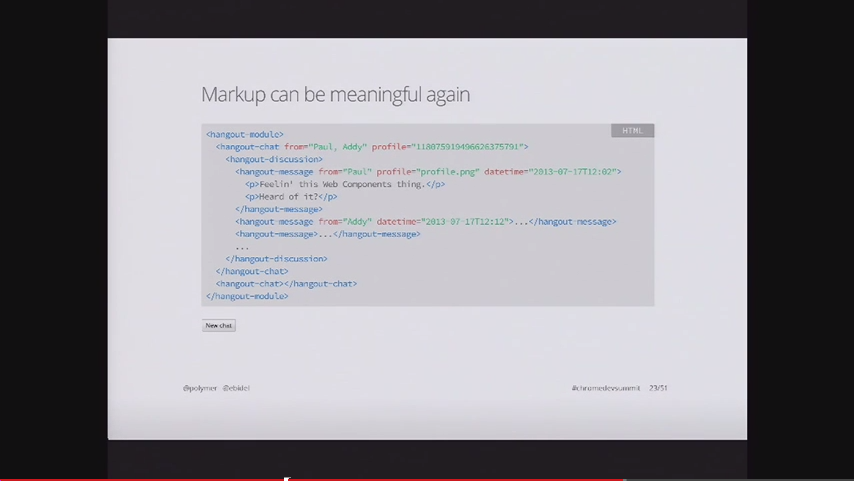 Markup can be meaningful again
HTML
<hangout-module>
<hangout-chat from="Paul, Addy" profile="118075919496626375791">
<hangout-discussion>
<hangout-message from="Paul" profile="profile.png" datetime="2013-07-17T12:02">
<p>Feelin' this Web Components thing.</p>
<p>Heard of it?</p>
</hangout-message>
<hangout-message from="Addy" datetime="2013-07-17T12:12">...</hangout-message>
<hangout-message>...</hangout-message>
...
</hangout-discussion>
</hangout-chat>
<hangout-chat></hangout-chat>
</hangout-module>
New chat
@polymer @ebidel
#chromedevsummit 23/51